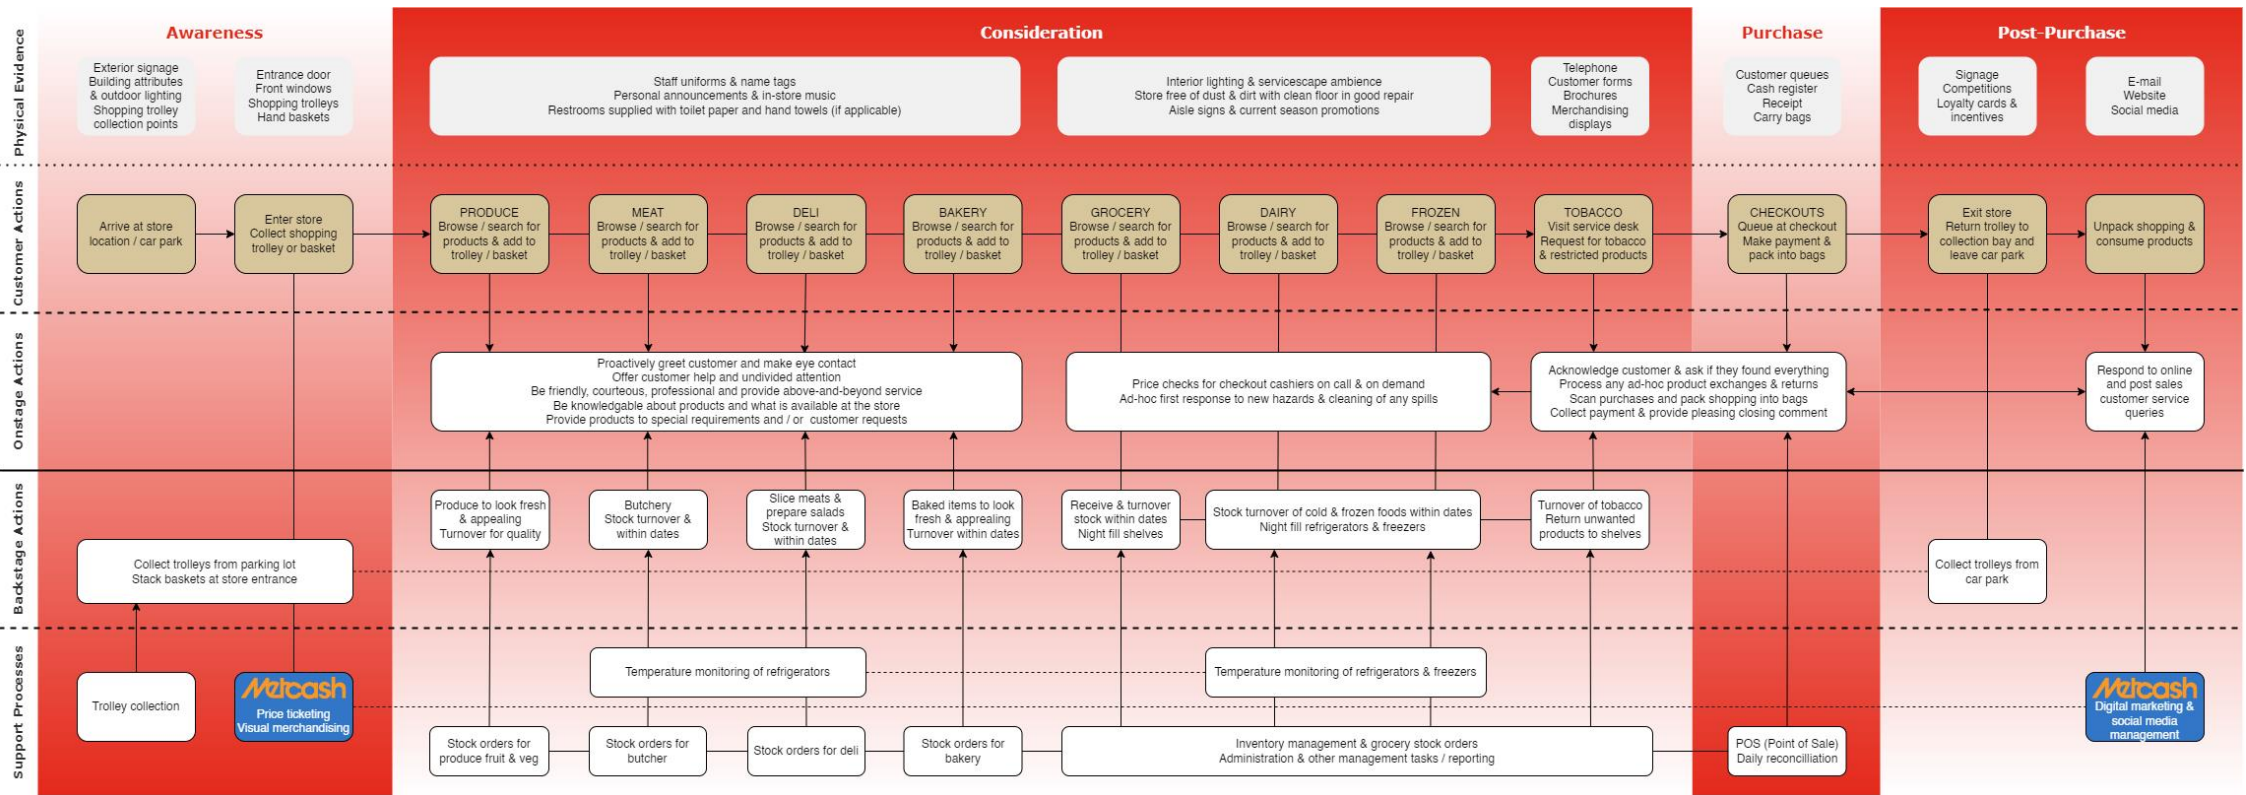 Awareness
Consideration
Purchase
Post-Purchase
Physical Evidence
Exterior signage
Building attributes
& outdoor lighting
Shopping trolley
collection points
Entrance door
Front windows
Shopping trolleys
Hand baskets
Staff uniforms & name tags
Personal announcements & in-store music
Restrooms supplied with toilet paper and hand towels (if applicable)
Interior lighting & servicescape ambience
Store free of dust & dirt with clean floor in good repair
Aisle signs & current season promotions
Telephone
Customer forms
Brochures
Merchandising
displays
Customer queues
Cash register
Receipt
Carry bags
Signage
Competitions
Loyalty cards &
incentives
E-mail
Website
Social media
Customer Actions
Arrive at store
location / car park
Enter store
Collect shopping
trolley or basket
PRODUCE
Browse / search for
products & add to
trolley / basket
MEAT
Browse / search for
products & add to
trolley / basket
DELI
Browse / search for
products & add to
trolley / basket
BAKERY
Browse / search for
products & add to
trolley / basket
GROCERY
Browse / search for
products & add to
trolley / basket
DAIRY
Browse / search for
products & add to
trolley / basket
FROZEN
Browse / search for
products & add to
trolley / basket
TOBACCO
Visit service desk
Request for tobacco
& restricted products
CHECKOUTS
Queue at checkout
Make payment &
pack into bags
Exit store
Return trolley to
collection bay and
leave car park
Unpack shopping &
consume products
Onstage Actions
Proactively greet customer and make eye contact
Offer customer help and undivided attention
Be friendly, courteous, professional and provide above-and-beyond service
Be knowledgable about products and what is available at the store
Provide products to special requirements and / or customer requests
Price checks for checkout cashiers on call & on demand
Ad-hoc first response to new hazards & cleaning of any spills
Acknowledge customer & ask if they found everything
Process any ad-hoc product exchanges & returns
Scan purchases and pack shopping into bags
Collect payment & provide pleasing closing comment
Respond to online
and post sales
customer service
queries
Backstage Actions
Collect trolleys from parking lot
Stack baskets at store entrance
Produce to look fresh
& appealing
Turnover for quality
Butchery
Stock turnover &
within dates
Slice meats &
prepare salads
Stock turnover &
within dates
Baked items to look
fresh & apprealing
Turnover within dates
Receive & turnover
stock within dates
Night fill shelves
Stock turnover of cold & frozen foods within dates
Night fill refrigerators & freezers
Turnover of tobacco
Return unwanted
products to shelves
Collect trolleys from
car park
Support Processes
Trolley collection
Metcash
Price ticketing
Visual merchandising
Temperature monitoring of refrigerators
Temperature monitoring of refrigerators & freezers
Stock orders for
produce fruit & veg
Stock orders for
butcher
Stock orders for deli
Stock orders for
bakery
Inventory management & grocery stock orders
Administration & other management tasks / reporting
POS (Point of Sale)
Daily reconcilliation
Metcash
Digital marketing &
social media
management